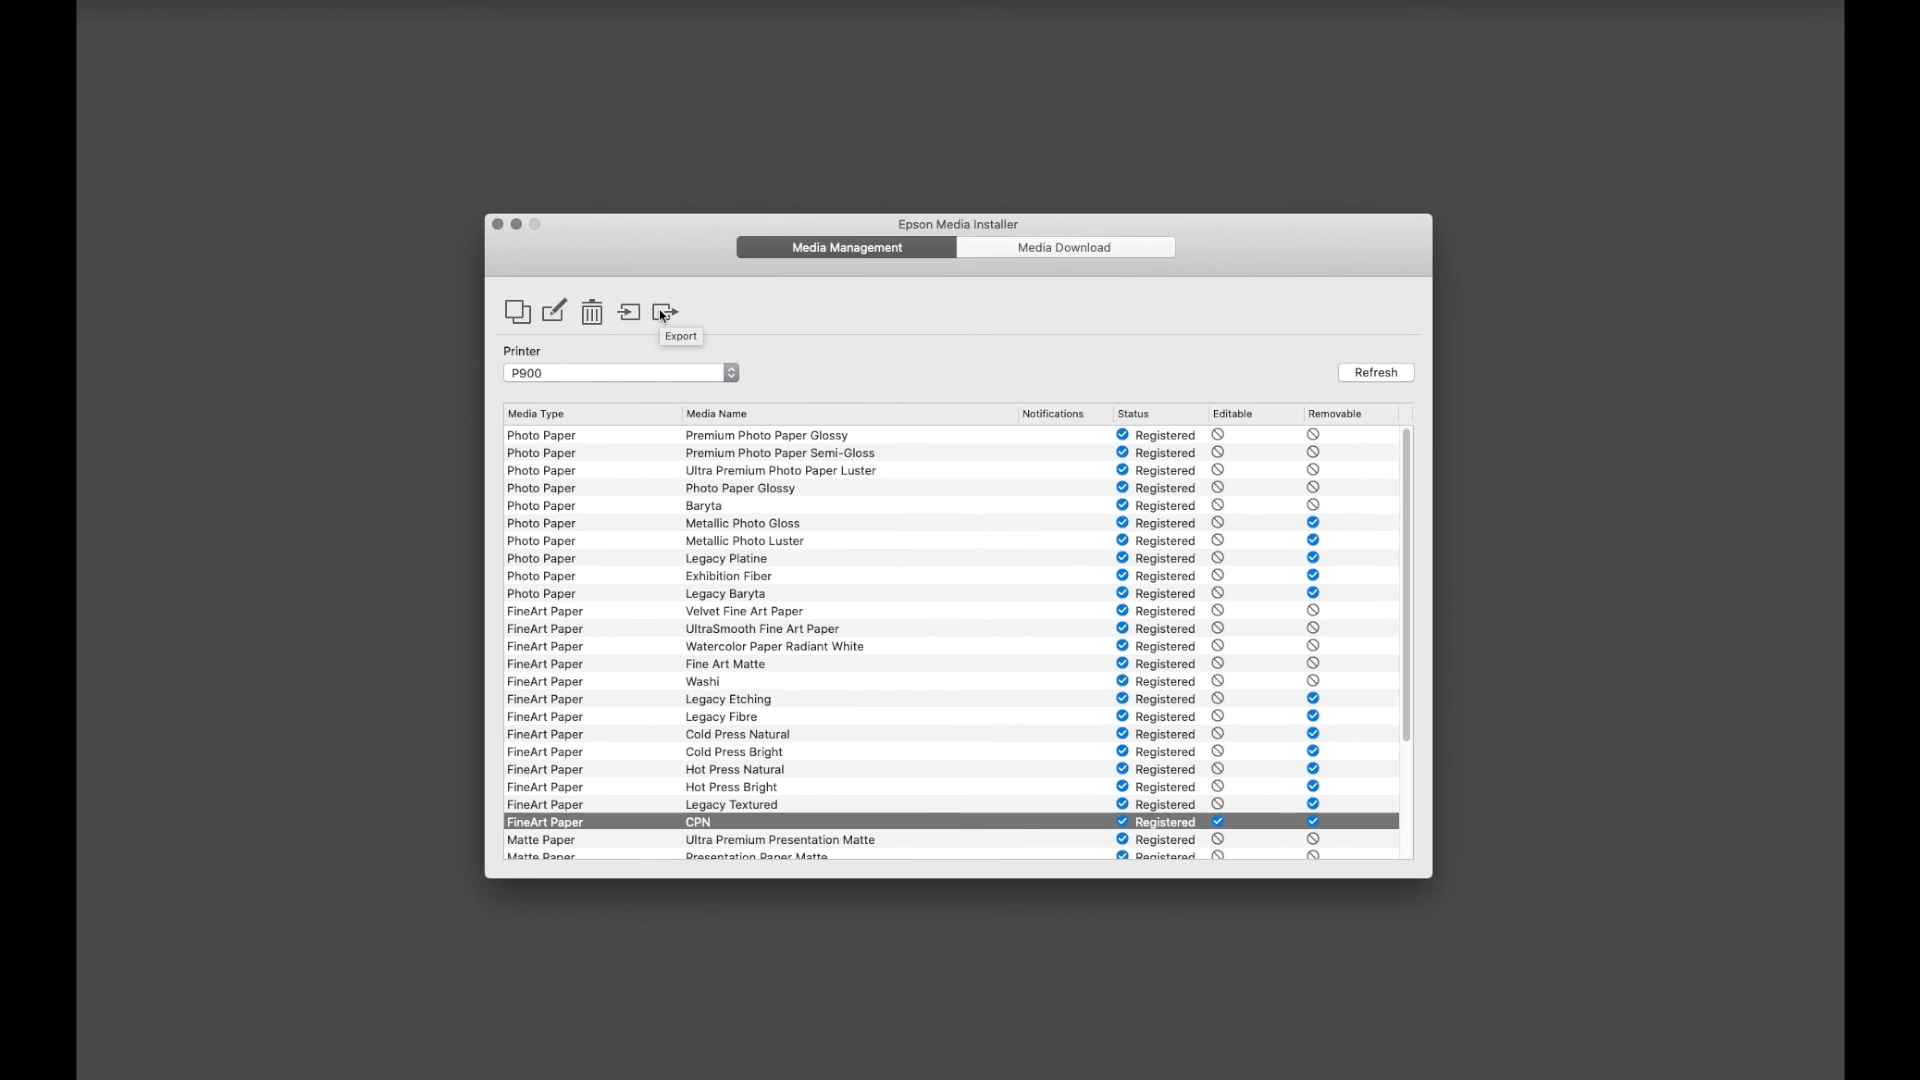 Epson Media Installer
Media Management Media Download
Export
Printer
P900
Refresh
Media Type Media Name Notifications Status Editable Removable
Photo Paper Premium Photo Paper Glossy Registered
Photo Paper Premium Photo Paper Semi-Gloss Registered
Photo Paper Ultra Premium Photo Paper Luster Registered
Photo Paper Photo Paper Glossy Registered
Photo Paper Baryta Registered
Photo Paper Metallic Photo Gloss Registered
Photo Paper Metallic Photo Luster Registered
Photo Paper Legacy Platine Registered
Photo Paper Exhibition Fiber Registered
Photo Paper Legacy Baryta Registered
FineArt Paper Velvet Fine Art Paper Registered
FineArt Paper UltraSmooth Fine Art Paper Registered
FineArt Paper Watercolor Paper Radiant White Registered
FineArt Paper Fine Art Matte Registered
FineArt Paper Washi Registered
FineArt Paper Legacy Etching Registered
FineArt Paper Legacy Fibre Registered
FineArt Paper Cold Press Natural Registered
FineArt Paper Cold Press Bright Registered
FineArt Paper Hot Press Natural Registered
FineArt Paper Hot Press Bright Registered
FineArt Paper Legacy Textured Registered
FineArt Paper CPN Registered
Matte Paper Ultra Premium Presentation Matte Registered
Matte Paper Presentation Paper Matte Registered